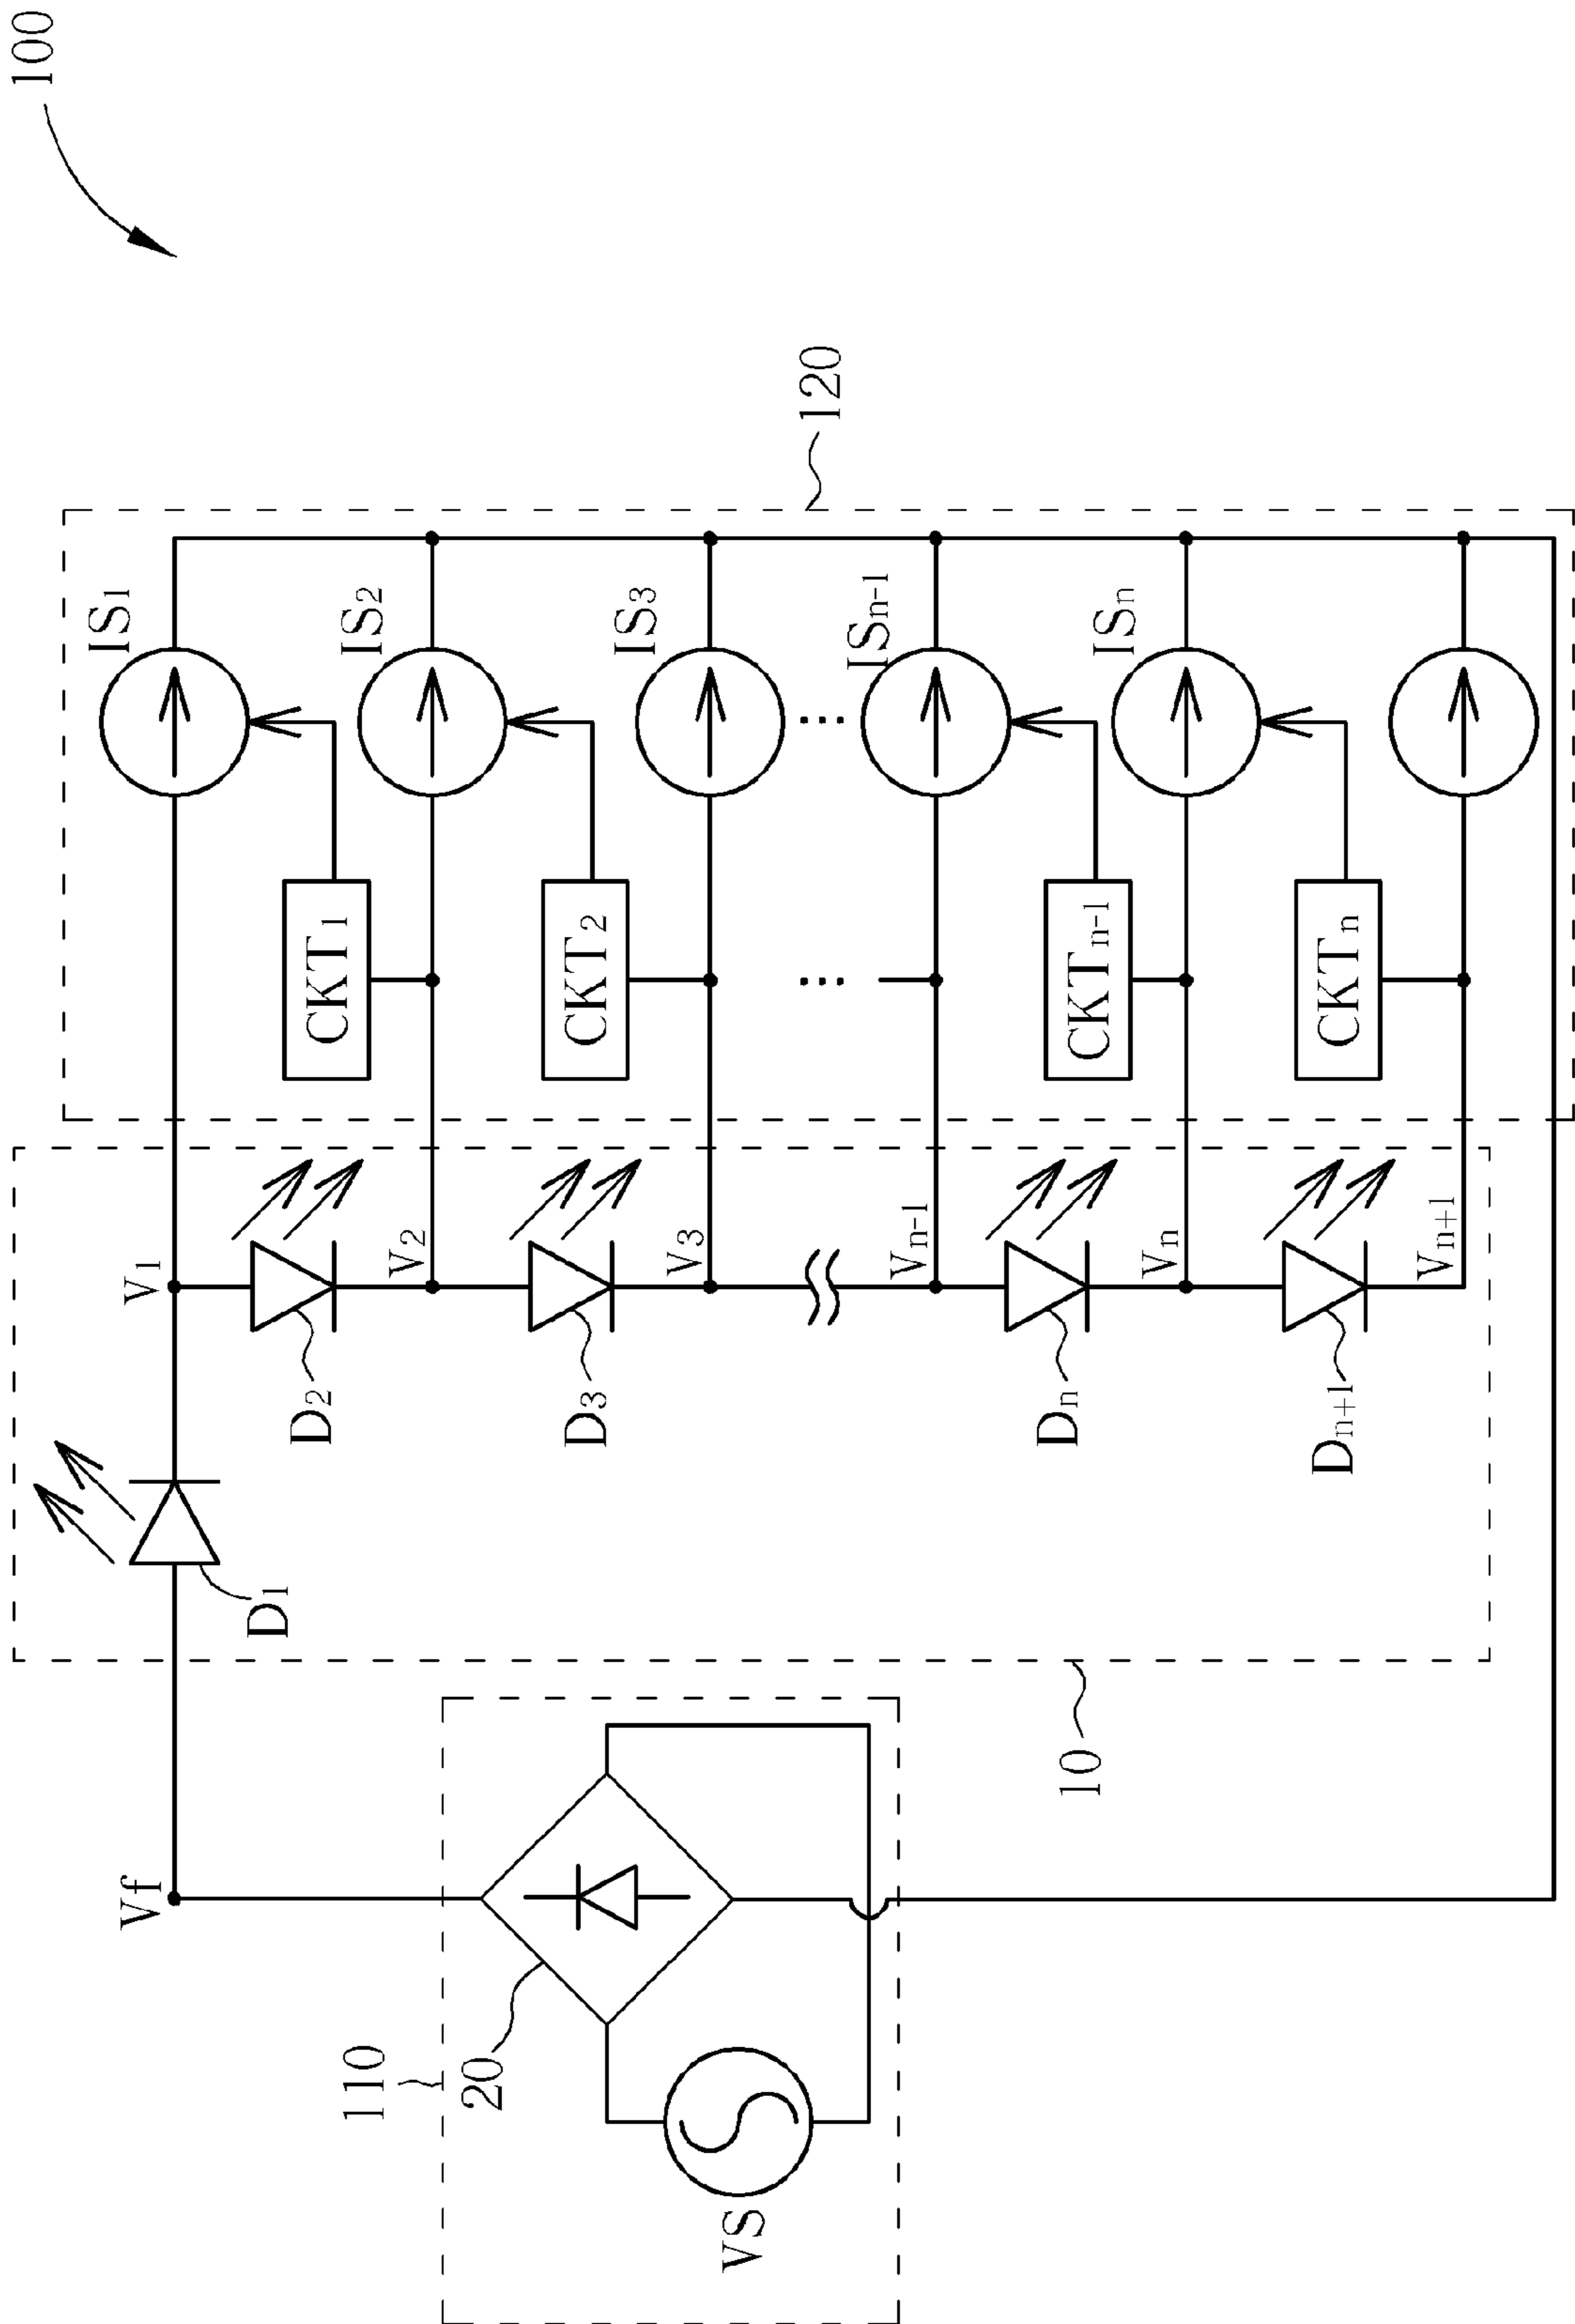 100
120
IS1
IS2
IS3
ISn-1
ISn
CKT1
CKT2
CKTn-1
CKTn
...
...
V1
V2
V3
Vn-1
Vn
Vn+1
D1
D2
D3
Dn
Dn+1
10
Vf
110
20
VS